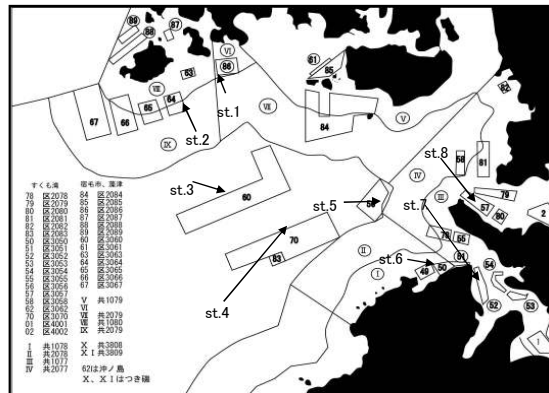 89
88
87
VI
86
63
61
85
62
VIII
67
66
65
64
st.1
st.2
VII
84
V
IX
IV
58
81
st.8
st.3
60
st.5
III
79
57
80
2
st.7
70
83
II
55
st.4
st.6
51
I
49
50
54
52
53
すくも湾 宿毛市、藻津
78 区2078 84 区2084
79 区2079 85 区2085
80 区2080 86 区2086
81 区2081 87 区2087
82 区2082 88 区2088
83 区2083 89 区2089
50 区3050 60 区3060
51 区3051 61 区3061
52 区3052 63 区3063
53 区3053 64 区3064
54 区3054 65 区3065
55 区3055 66 区3066
56 区3056 67 区3067
57 区3057
58 区3058 V 共1079
62 区3062 VI
70 区3070 VII 共2079
01 区4001 VIII 共1080
02 区4002 IX 共2079
I 共1078 X 共3808
II 共2078 XI 共3809
III 共1077
IV 共2077 62は沖ノ島
X、XIはつき磯